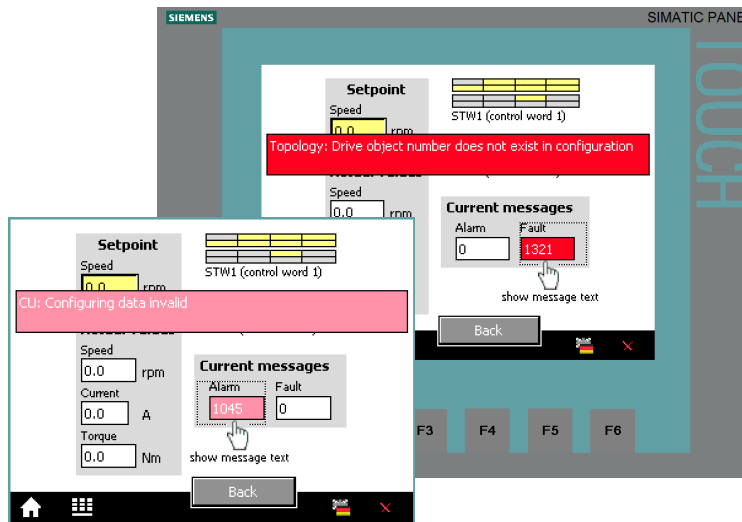 SIEMENS
SIMATIC PANE
TOUCH
Setpoint
Speed
0.0 rpm
STW1 (control word 1)
Topology: Drive object number does not exist in configuration
Speed
0.0 rpm
Current messages
Alarm Fault
0 1321
show message text
Back
F3 F4 F5 F6
Setpoint
Speed
0.0 rpm
STW1 (control word 1)
CU: Configuring data invalid
Speed
0.0 rpm
Current
0.0 A
Torque
0.0 Nm
Current messages
Alarm Fault
1045 0
show message text
Back